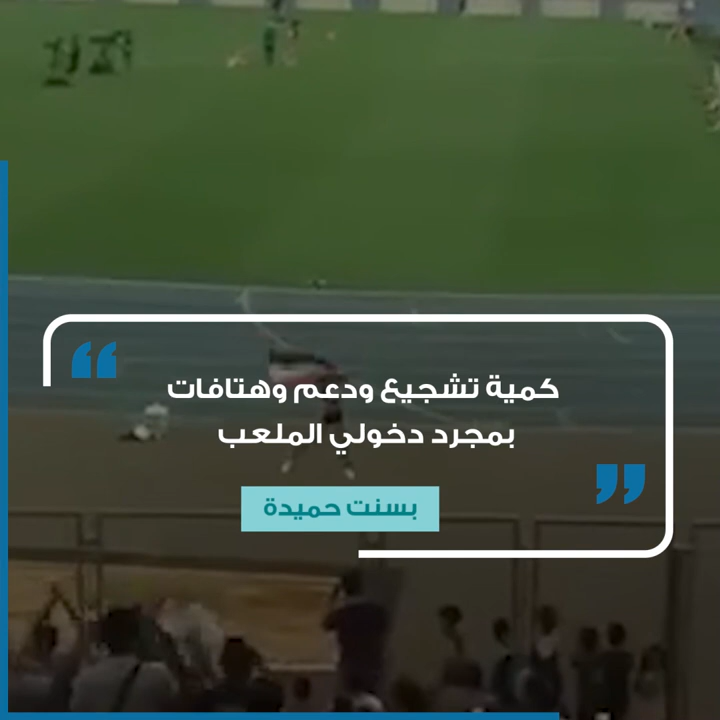 كمية تشجيع ودعم وهتافات
بمجرد دخولي الملعب
بسنت حميدة